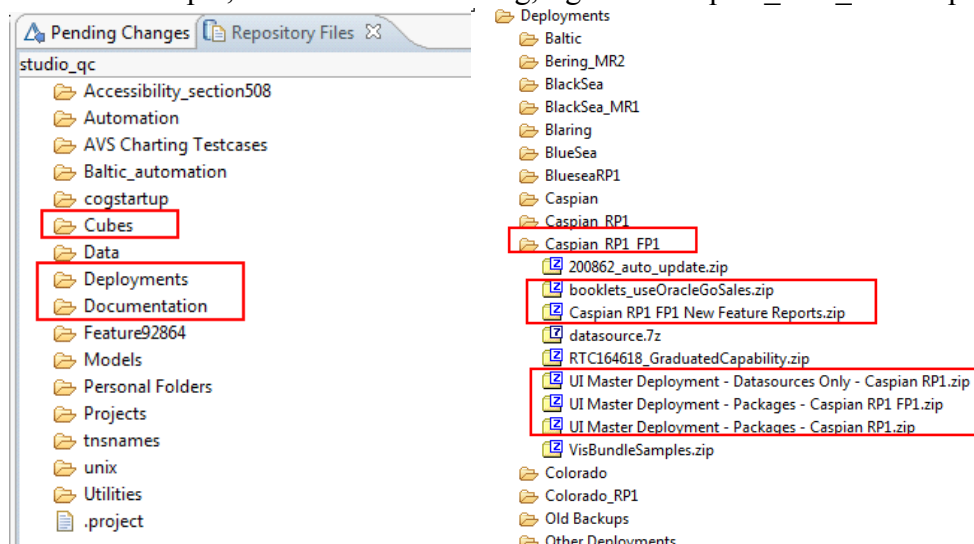 Pending Changes Repository Files
studio_qc
Accessibility_section508
Automation
AVS Charting Testcases
Baltic_automation
cogstartup
Cubes
Data
Deployments
Documentation
Feature92864
Models
Personal Folders
Projects
tnsnames
unix
Utilities
.project
Deployments
Baltic
Bering_MR2
BlackSea
BlackSea_MR1
Blaring
BlueSea
BlueseaRP1
Caspian
Caspian_RP1
Caspian_RP1_FP1
200862_auto_update.zip
booklets_useOracleGoSales.zip
Caspian RP1 FP1 New Feature Reports.zip
datasource.7z
RTC164618_GraduatedCapability.zip
UI Master Deployment - Datasources Only - Caspian RP1.zip
UI Master Deployment - Packages - Caspian RP1 FP1.zip
UI Master Deployment - Packages - Caspian RP1.zip
VisBundleSamples.zip
Colorado
Colorado_RP1
Old Backups
Other Deployments